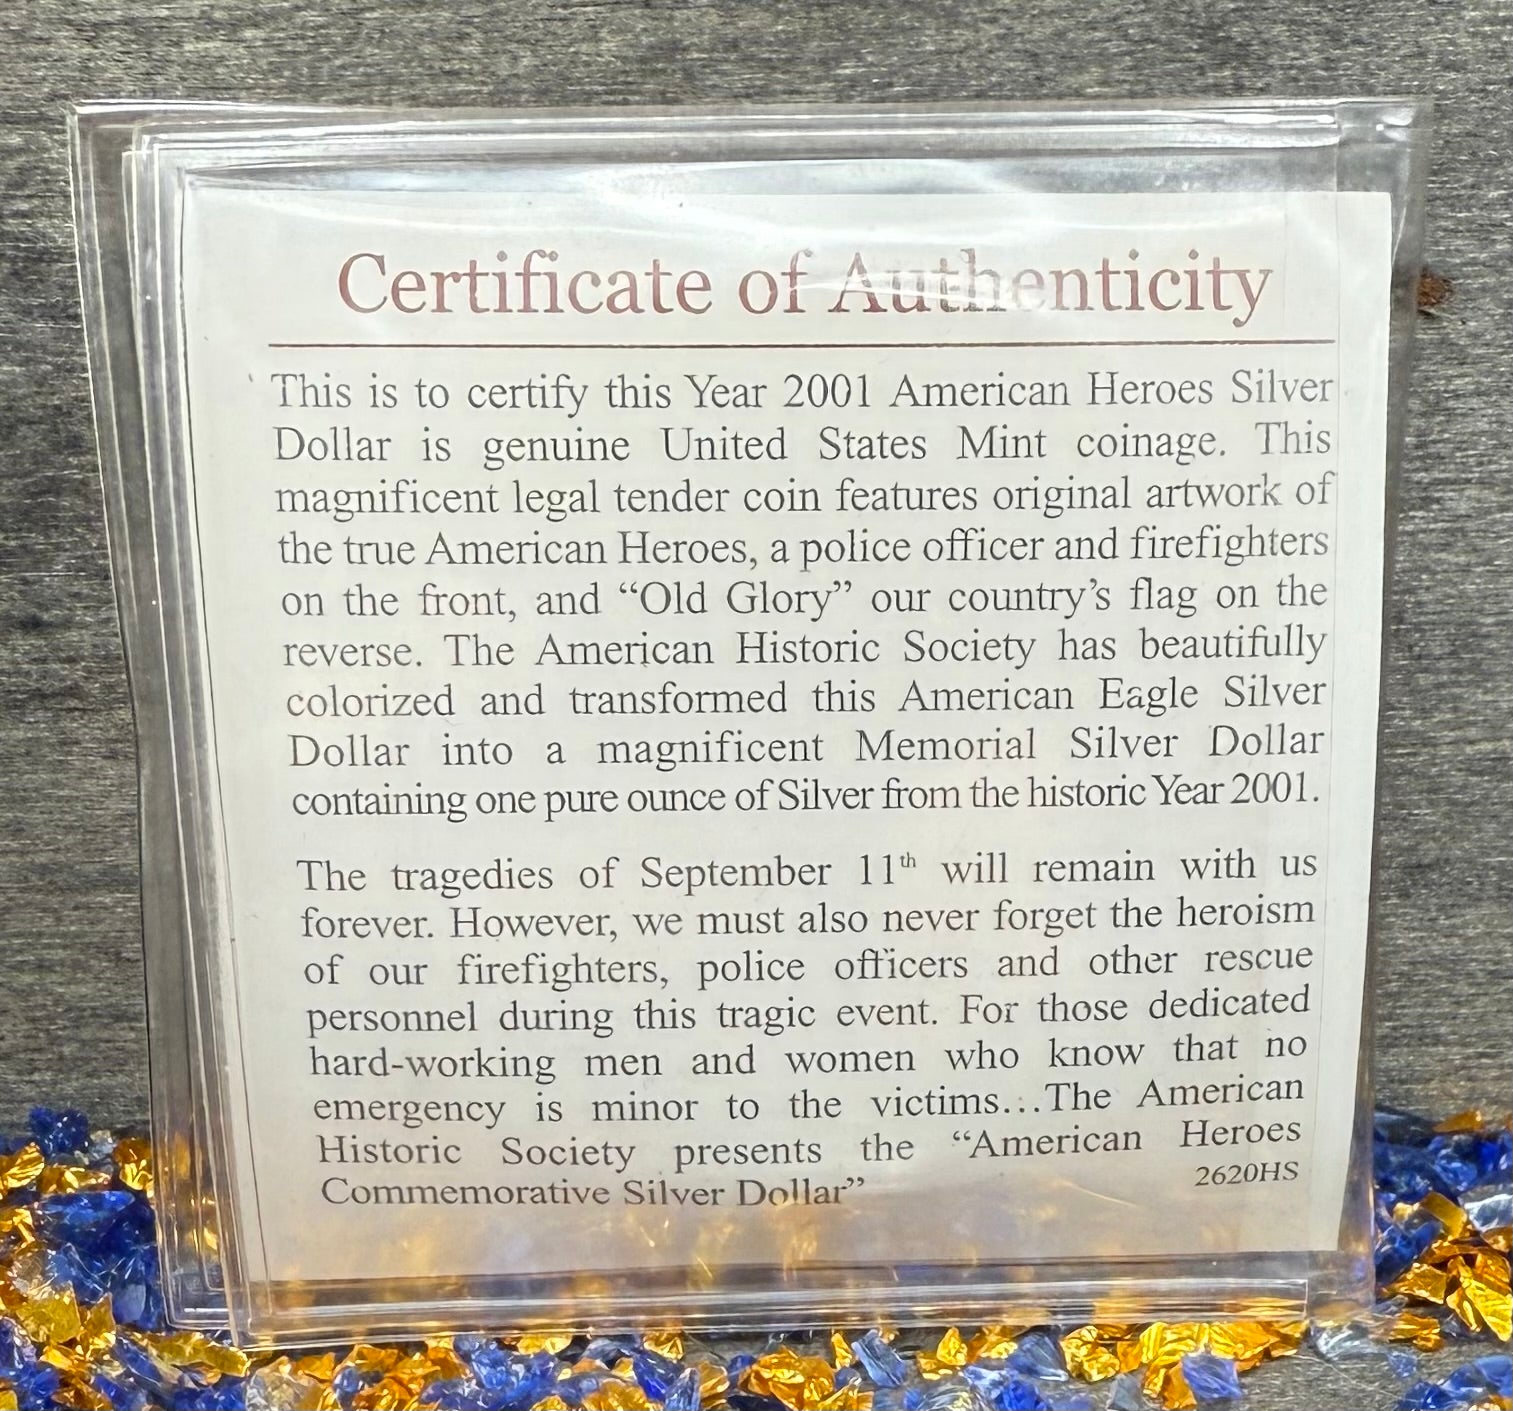 Certificate of Authenticity
This is to certify this Year 2001 American Heroes Silver
Dollar is genuine United States Mint coinage. This
magnificent legal tender coin features original artwork of
the true American Heroes, a police officer and firefighters
on the front, and “Old Glory” our country’s flag on the
reverse. The American Historic Society has beautifully
colorized and transformed this American Eagle Silver
Dollar into a magnificent Memorial Silver Dollar
containing one pure ounce of Silver from the historic Year 2001.
The tragedies of September 11th will remain with us
forever. However, we must also never forget the heroism
of our firefighters, police officers and other rescue
personnel during this tragic event. For those dedicated
hard-working men and women who know that no
emergency is minor to the victims...The American
Historic Society presents the “American Heroes
Commemorative Silver Dollar”
2620HS